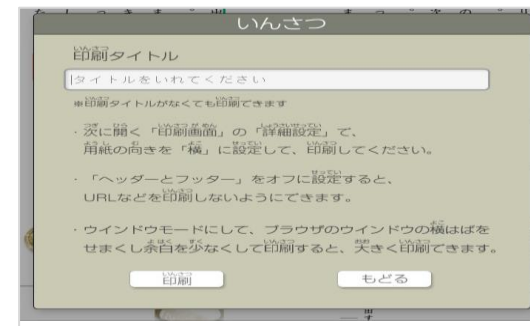 いんさつ
印刷タイトル
タイトルをいれてください
※印刷タイトルがなくても印刷できます
・次に開く「印刷画面」の「詳細設定」で、
用紙の向きを「横」に設定して、印刷してください。
・「ヘッダーとフッター」をオフに設定すると、
URLなどを印刷しないようにできます。
・ウインドウモードにして、ブラウザのウインドウの横はばを
せまくし余白を少なくして印刷すると、大きく印刷できます。
印刷
もどる